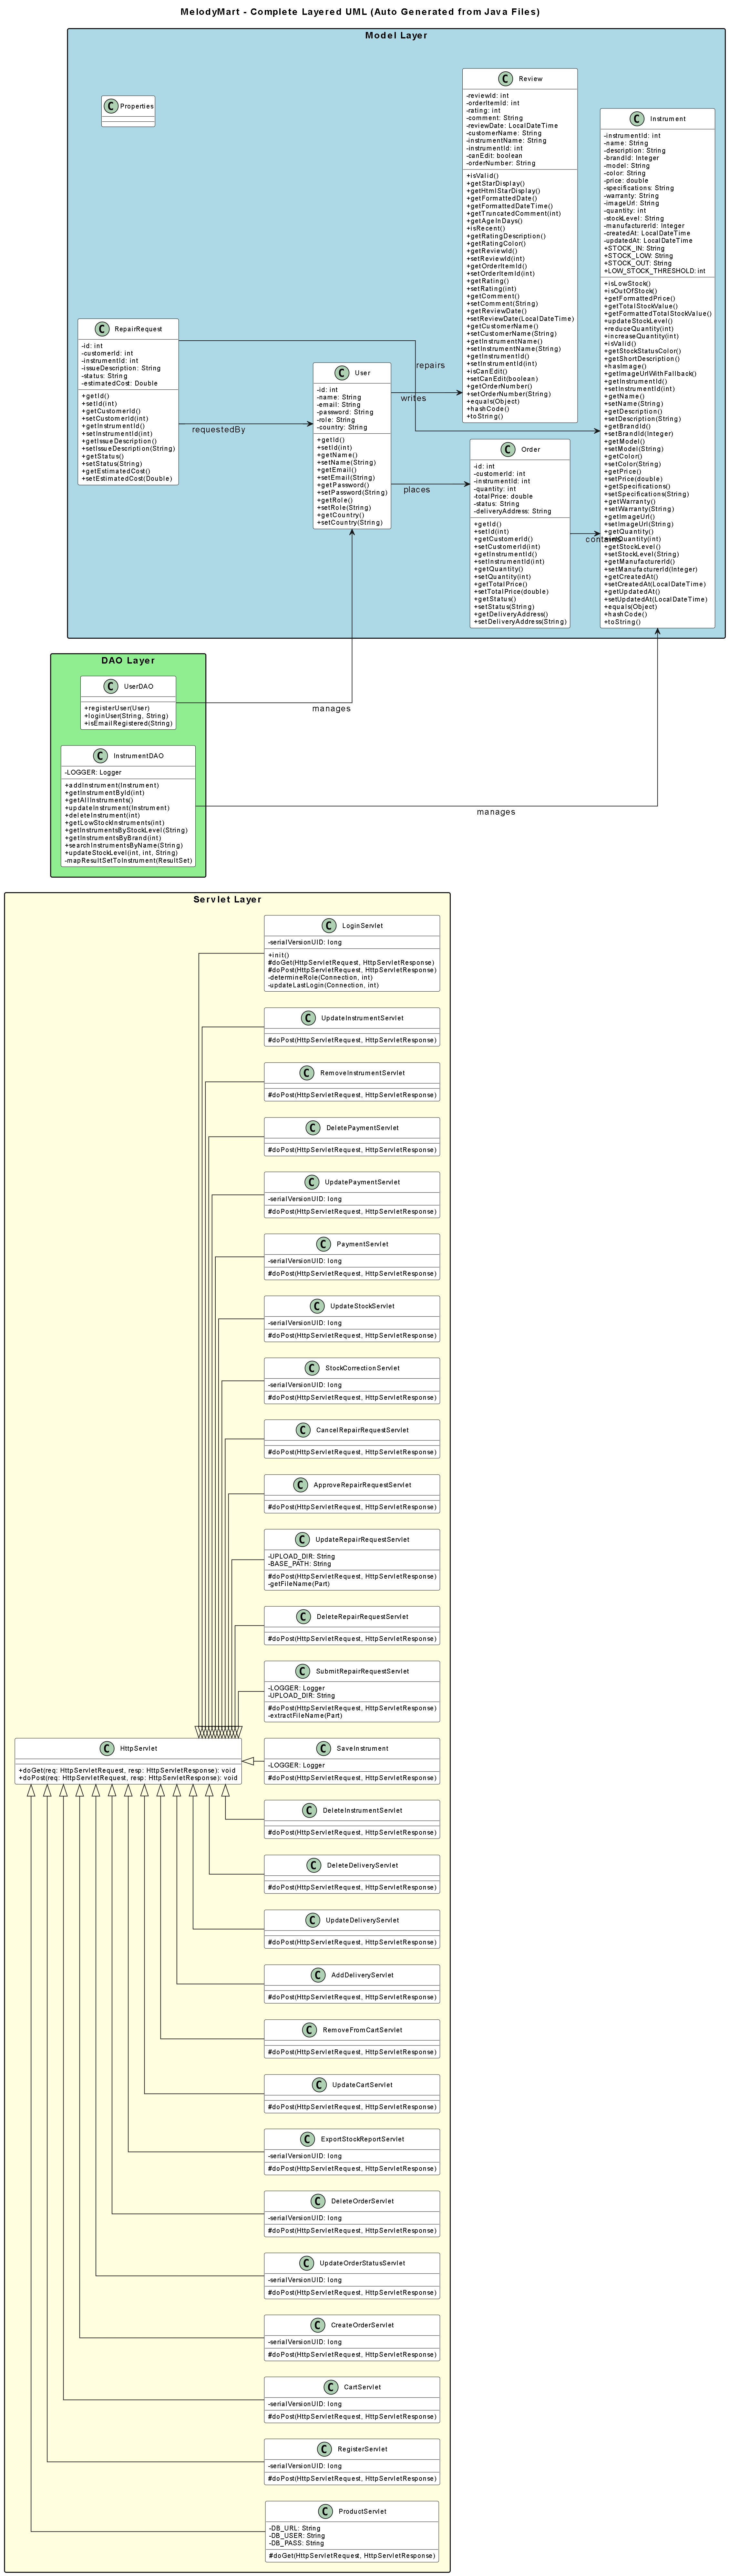 MelodyMart - Complete Layered UML (Auto Generated from Java Files)
Model Layer
C Properties
C Review
-reviewId: int
-orderItemId: int
-rating: int
-comment: String
-reviewDate: LocalDateTime
-customerName: String
-instrumentName: String
-instrumentId: int
-canEdit: boolean
-orderNumber: String
+isValid()
+getStarDisplay()
+getHtmlStarDisplay()
+getFormattedDate()
+getFormattedDateTime()
+getTruncatedComment(int)
+getAgeInDays()
+isRecent()
+getRatingDescription()
+getRatingColor()
+getReviewId()
+setReviewId(int)
+getOrderItemId()
+setOrderItemId(int)
+getRating()
+setRating(int)
+getComment()
+setComment(String)
+getReviewDate()
+setReviewDate(LocalDateTime)
+getCustomerName()
+setCustomerName(String)
+getInstrumentName()
+setInstrumentName(String)
+getInstrumentId()
+setInstrumentId(int)
+isCanEdit()
+setCanEdit(boolean)
+getOrderNumber()
+setOrderNumber(String)
+equals(Object)
+hashCode()
+toString()
C Instrument
-instrumentId: int
-name: String
-description: String
-brandId: Integer
-model: String
-color: String
-price: double
-specifications: String
-warranty: String
-imageUrl: String
-quantity: int
-stockLevel: String
-manufacturerId: Integer
-createdAt: LocalDateTime
-updatedAt: LocalDateTime
+STOCK_IN: String
+STOCK_LOW: String
+STOCK_OUT: String
+LOW_STOCK_THRESHOLD: int
+isLowStock()
+isOutOfStock()
+getFormattedPrice()
+getTotalStockValue()
+getFormattedTotalStockValue()
+updateStockLevel()
+reduceQuantity(int)
+increaseQuantity(int)
+isValid()
+getStockStatusColor()
+getShortDescription()
+hasImage()
+getImageUrlWithFallback()
+getInstrumentId()
+setInstrumentId(int)
+getName()
+setName(String)
+getDescription()
+setDescription(String)
+getBrandId()
+setBrandId(Integer)
+getModel()
+setModel(String)
+getColor()
+setColor(String)
+getPrice()
+setPrice(double)
+getSpecifications()
+setSpecifications(String)
+getWarranty()
+setWarranty(String)
+getImageUrl()
+setImageUrl(String)
+getQuantity()
+setQuantity(int)
+getStockLevel()
+setStockLevel(String)
+getManufacturerId()
+setManufacturerId(Integer)
+getCreatedAt()
+setCreatedAt(LocalDateTime)
+getUpdatedAt()
+setUpdatedAt(LocalDateTime)
+equals(Object)
+hashCode()
+toString()
C RepairRequest
-id: int
-customerId: int
-instrumentId: int
-issueDescription: String
-status: String
-estimatedCost: Double
+getId()
+setId(int)
+getCustomerId()
+setCustomerId(int)
+getInstrumentId()
+setInstrumentId(int)
+getIssueDescription()
+setIssueDescription(String)
+getStatus()
+setStatus(String)
+getEstimatedCost()
+setEstimatedCost(Double)
requestedBy
C User
-id: int
-name: String
-email: String
-password: String
-role: String
-country: String
+getId()
+setId(int)
+getName()
+setName(String)
+getEmail()
+setEmail(String)
+getPassword()
+setPassword(String)
+getRole()
+setRole(String)
+getCountry()
+setCountry(String)
repairs
writes
places
C Order
-id: int
-customerId: int
-instrumentId: int
-quantity: int
-totalPrice: double
-status: String
-deliveryAddress: String
+getId()
+setId(int)
+getCustomerId()
+setCustomerId(int)
+getInstrumentId()
+setInstrumentId(int)
+getQuantity()
+setQuantity(int)
+getTotalPrice()
+setTotalPrice(double)
+getStatus()
+setStatus(String)
+getDeliveryAddress()
+setDeliveryAddress(String)
contains
DAO Layer
C UserDAO
+registerUser(User)
+loginUser(String, String)
+isEmailRegistered(String)
manages
C InstrumentDAO
-LOGGER: Logger
+addInstrument(Instrument)
+getInstrumentById(int)
+getAllInstruments()
+updateInstrument(Instrument)
+deleteInstrument(int)
+getLowStockInstruments(int)
+getInstrumentsByStockLevel(String)
+getInstrumentsByBrand(int)
+searchInstrumentsByName(String)
+updateStockLevel(int, int, String)
-mapResultSetToInstrument(ResultSet)
manages
Servlet Layer
C LoginServlet
-serialVersionUID: long
+init()
#doGet(HttpServletRequest, HttpServletResponse)
#doPost(HttpServletRequest, HttpServletResponse)
-determineRole(Connection, int)
-updateLastLogin(Connection, int)
C UpdateInstrumentServlet
#doPost(HttpServletRequest, HttpServletResponse)
C RemoveInstrumentServlet
#doPost(HttpServletRequest, HttpServletResponse)
C DeletePaymentServlet
#doPost(HttpServletRequest, HttpServletResponse)
C UpdatePaymentServlet
-serialVersionUID: long
#doPost(HttpServletRequest, HttpServletResponse)
C PaymentServlet
-serialVersionUID: long
#doPost(HttpServletRequest, HttpServletResponse)
C UpdateStockServlet
-serialVersionUID: long
#doPost(HttpServletRequest, HttpServletResponse)
C StockCorrectionServlet
-serialVersionUID: long
#doPost(HttpServletRequest, HttpServletResponse)
C CancelRepairRequestServlet
#doPost(HttpServletRequest, HttpServletResponse)
C ApproveRepairRequestServlet
#doPost(HttpServletRequest, HttpServletResponse)
C UpdateRepairRequestServlet
-UPLOAD_DIR: String
-BASE_PATH: String
#doPost(HttpServletRequest, HttpServletResponse)
-getFileName(Part)
C DeleteRepairRequestServlet
#doPost(HttpServletRequest, HttpServletResponse)
C SubmitRepairRequestServlet
-LOGGER: Logger
-UPLOAD_DIR: String
#doPost(HttpServletRequest, HttpServletResponse)
-extractFileName(Part)
C HttpServlet
+doGet(req: HttpServletRequest, resp: HttpServletResponse): void
+doPost(req: HttpServletRequest, resp: HttpServletResponse): void
C SaveInstrument
-LOGGER: Logger
#doPost(HttpServletRequest, HttpServletResponse)
C DeleteInstrumentServlet
#doPost(HttpServletRequest, HttpServletResponse)
C DeleteDeliveryServlet
#doPost(HttpServletRequest, HttpServletResponse)
C UpdateDeliveryServlet
#doPost(HttpServletRequest, HttpServletResponse)
C AddDeliveryServlet
#doPost(HttpServletRequest, HttpServletResponse)
C RemoveFromCartServlet
#doPost(HttpServletRequest, HttpServletResponse)
C UpdateCartServlet
#doPost(HttpServletRequest, HttpServletResponse)
C ExportStockReportServlet
-serialVersionUID: long
#doPost(HttpServletRequest, HttpServletResponse)
C DeleteOrderServlet
-serialVersionUID: long
#doPost(HttpServletRequest, HttpServletResponse)
C UpdateOrderStatusServlet
-serialVersionUID: long
#doPost(HttpServletRequest, HttpServletResponse)
C CreateOrderServlet
-serialVersionUID: long
#doPost(HttpServletRequest, HttpServletResponse)
C CartServlet
-serialVersionUID: long
#doPost(HttpServletRequest, HttpServletResponse)
C RegisterServlet
-serialVersionUID: long
#doPost(HttpServletRequest, HttpServletResponse)
C ProductServlet
-DB_URL: String
-DB_USER: String
-DB_PASS: String
#doGet(HttpServletRequest, HttpServletResponse)